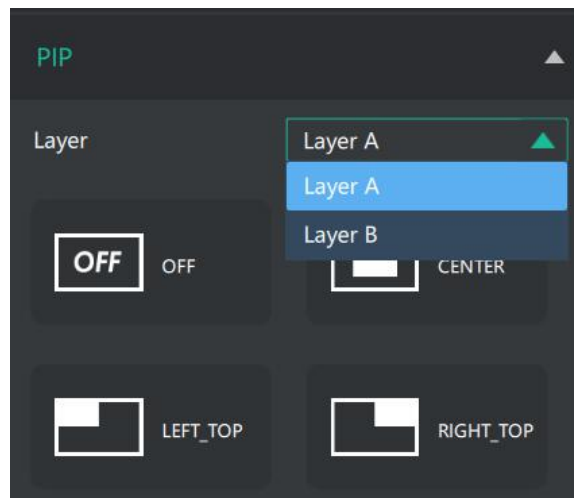 PIP
Layer
Layer A
Layer A
Layer B
OFF
OFF
CENTER
LEFT_TOP
RIGHT_TOP